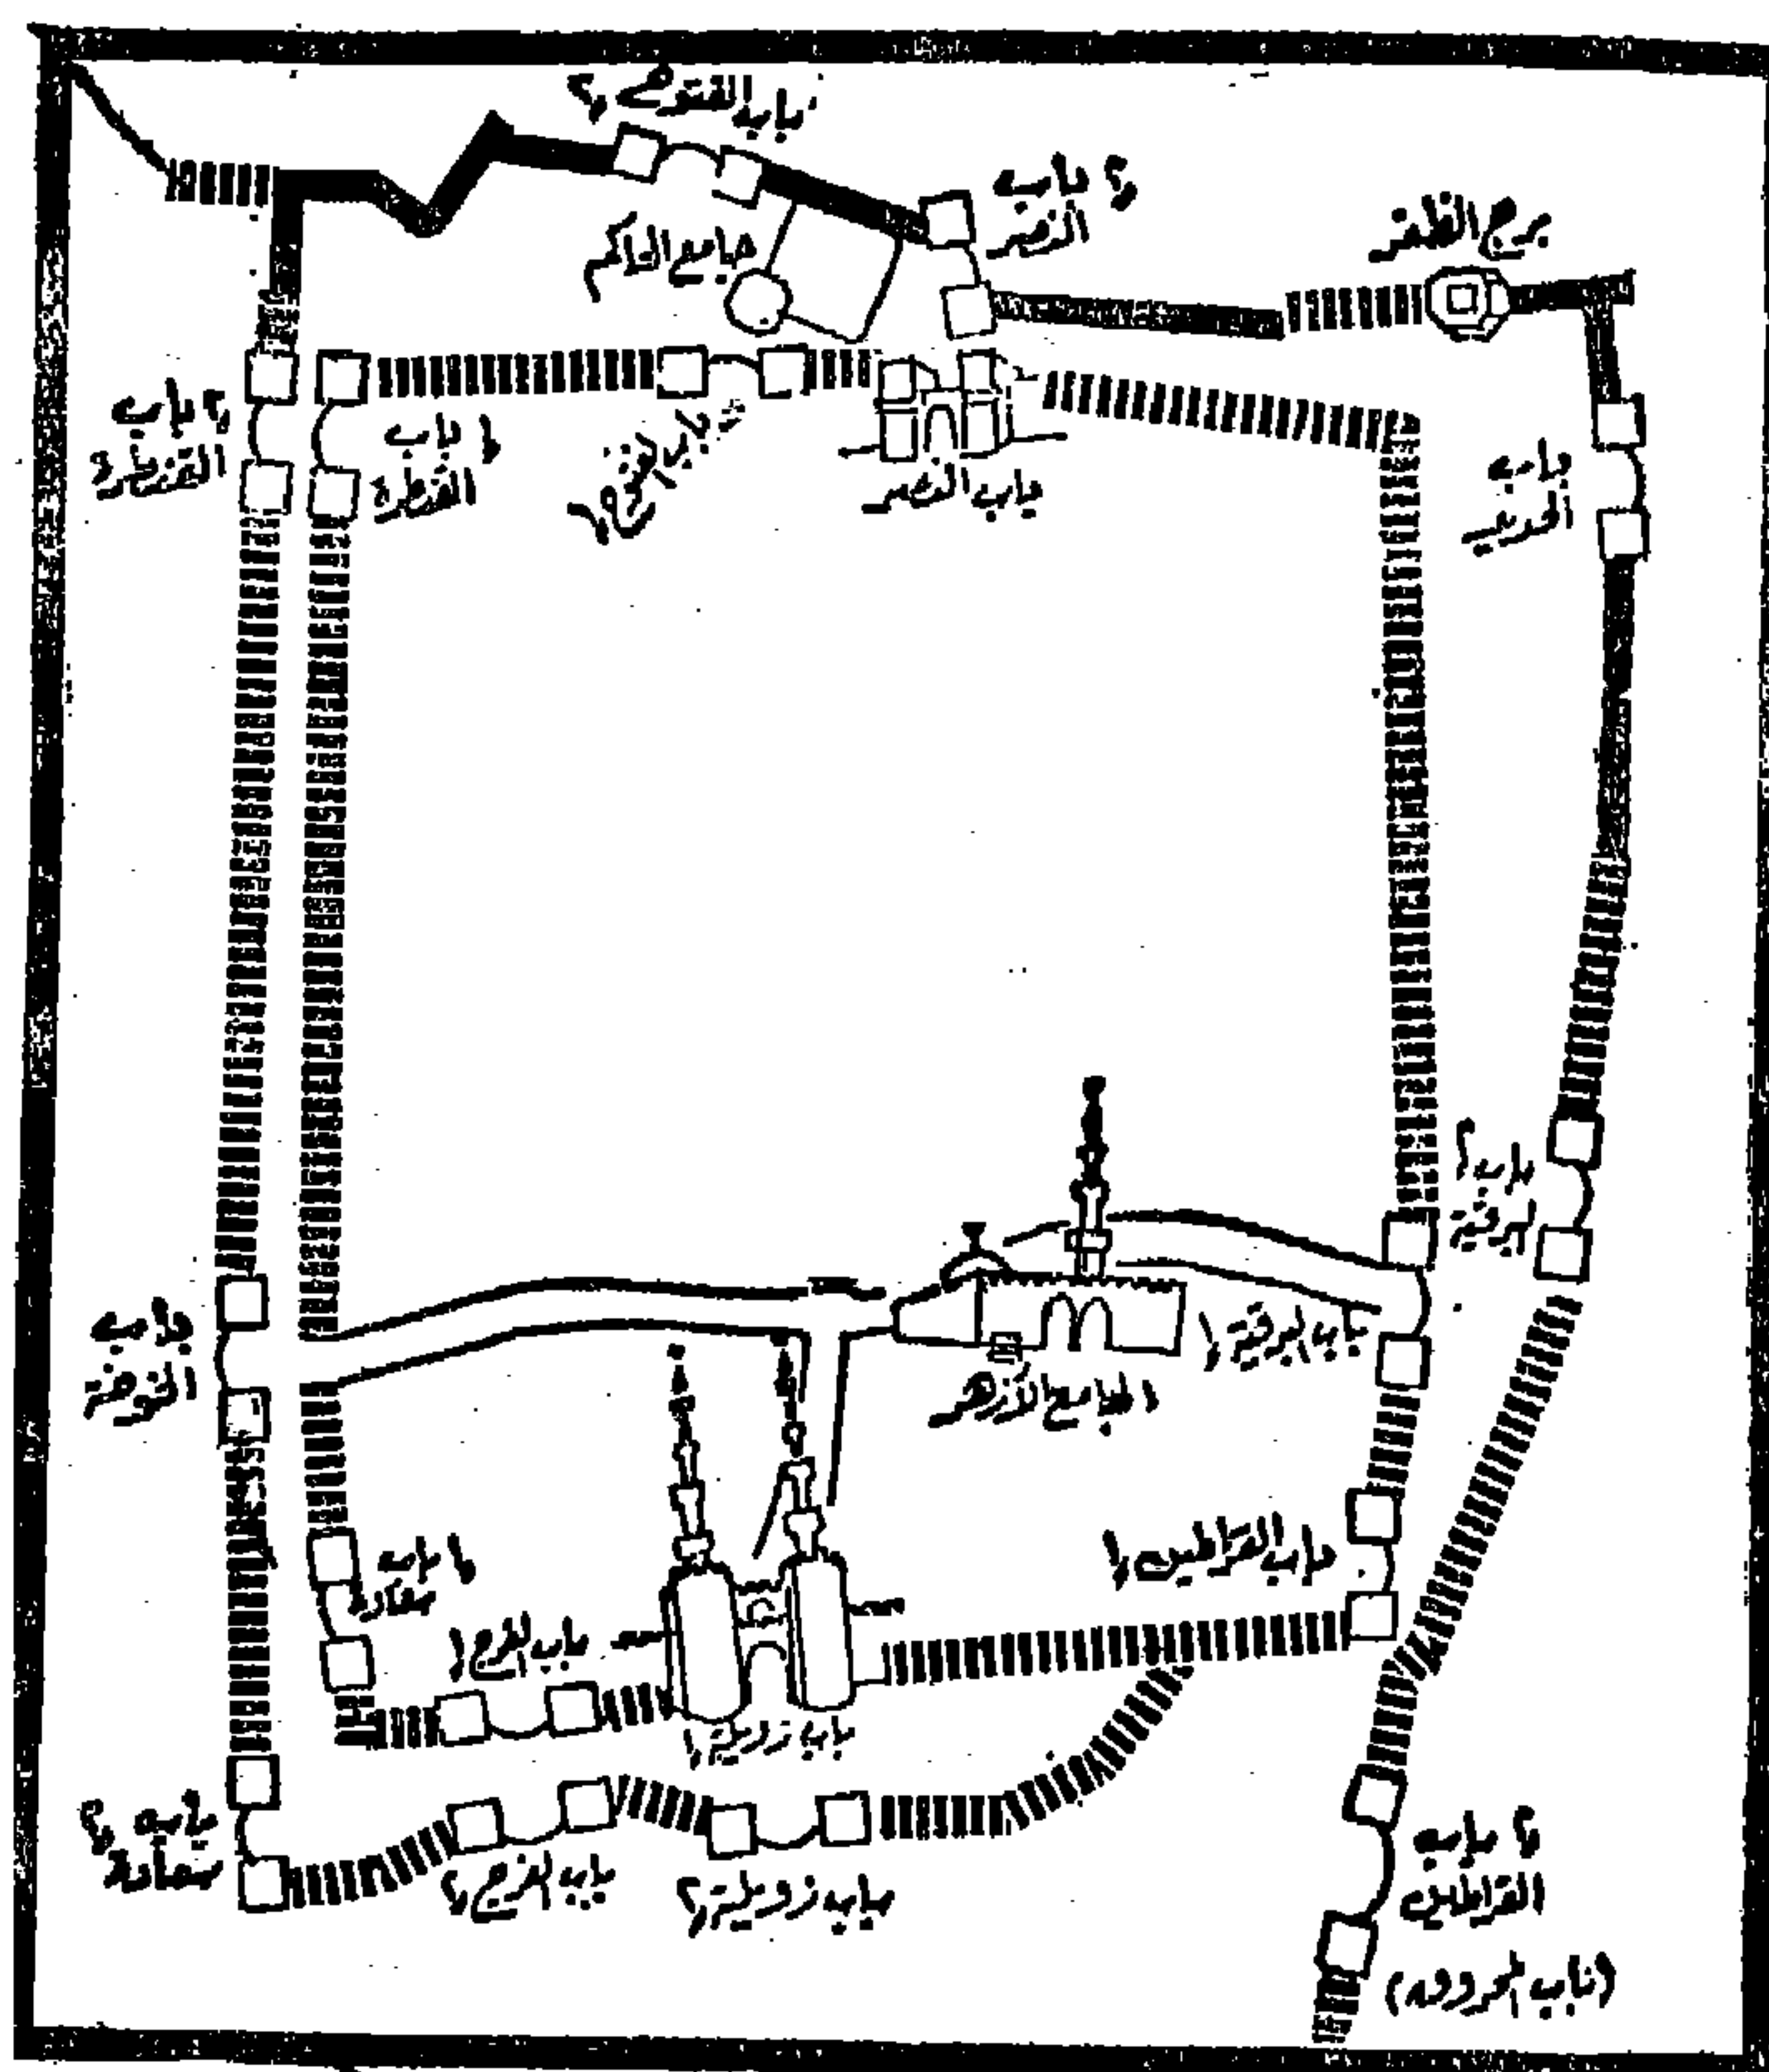 باب الفتوح ٢
٢ باب
النصر
برج الظفر
جامع الحاكم
٢ باب
القنطرة
١ باب
القنطرة
باب الفتوح ١
باب النصر
باب
الحديد
باب ٢
البرقية
باب
الخوخة
باب البرقية ١
الجامع الأزهر
١ باب
سعادة
باب الفرج ١
باب القراطين ١
باب زويلة ١
باب ٢
سعادة
باب الفرج ٢
باب زويلة ٢
٢ باب
القراطين
(باب المحروق)